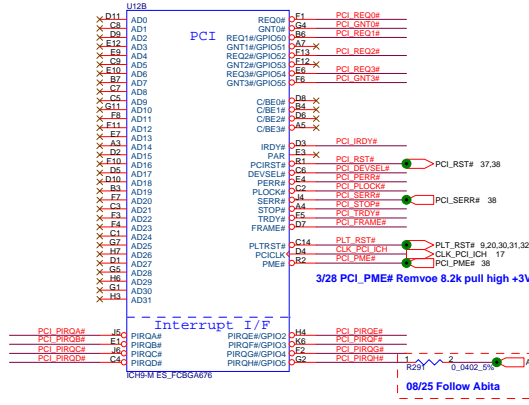 U12B
PCI
D11 AD0
C8 AD1
D9 AD2
E12 AD3
E9 AD4
C9 AD5
E10 AD6
B7 AD7
C7 AD8
C5 AD9
G11 AD10
F8 AD11
F11 AD12
E7 AD13
A3 AD14
D2 AD15
F10 AD16
D5 AD17
D10 AD18
B3 AD19
F7 AD20
C3 AD21
F3 AD22
F4 AD23
C1 AD24
G7 AD25
H7 AD26
D1 AD27
G5 AD28
H6 AD29
G1 AD30
H3 AD31
REQ0# F1 PCI_REQ0#
GNT0# G4 PCI_GNT0#
REQ1#/GPIO50 B6 PCI_REQ1#
GNT1#/GPIO51 A7
REQ2#/GPIO52 F13 PCI_REQ2#
GNT2#/GPIO53 F12
REQ3#/GPIO54 E6 PCI_REQ3#
GNT3#/GPIO55 F6 PCI_GNT3#
C/BE0# D8
C/BE1# B4
C/BE2# D6
C/BE3# A5
IRDY# D3 PCI_IRDY#
PAR E3
PCIRST# R1 PCI_RST# PCI_RST# 37,38
DEVSEL# C6 PCI_DEVSEL#
PERR# E4 PCI_PERR#
PLOCK# C2 PCI_PLOCK#
SERR# J4 PCI_SERR# PCI_SERR# 38
STOP# A4 PCI_STOP#
TRDY# F5 PCI_TRDY#
FRAME# D7 PCI_FRAME#
PLTRST# C14 PLT_RST# PLT_RST# 9,20,30,31,32
PCICLK D4 CLK_PCI_ICH CLK_PCI_ICH 17
PME# R2 PCI_PME# PCI_PME# 38
3/28 PCI_PME# Remvoe 8.2k pull high +3V
Interrupt I/F
PCI_PIRQA# J5 PIRQA# PIRQE#/GPIO2 H4 PCI_PIRQE#
PCI_PIRQB# E1 PIRQB# PIRQF#/GPIO3 K6 PCI_PIRQF#
PCI_PIRQC# J6 PIRQC# PIRQG#/GPIO4 F2 PCI_PIRQG#
PCI_PIRQD# C4 PIRQD# PIRQH#/GPIO5 G2 PCI_PIRQH#
1 2
R291 0_0402_5%
ICH9-M ES_FCBGA676
08/25 Follow Abita